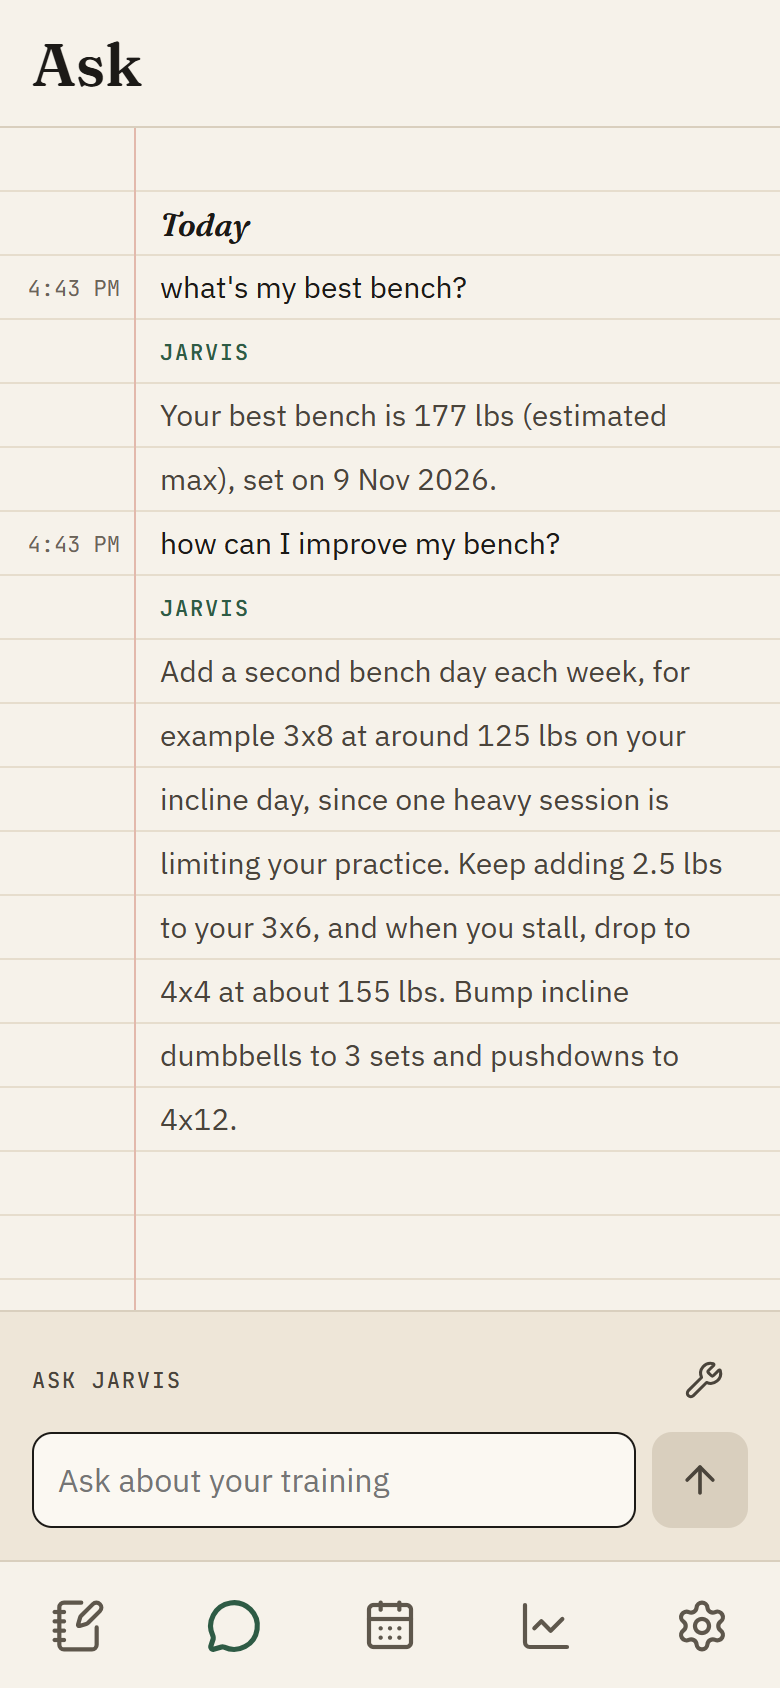 Ask
Today
4:43 PM what's my best bench?
JARVIS
Your best bench is 177 lbs (estimated
max), set on 9 Nov 2026.
4:43 PM how can I improve my bench?
JARVIS
Add a second bench day each week, for
example 3x8 at around 125 lbs on your
incline day, since one heavy session is
limiting your practice. Keep adding 2.5 lbs
to your 3x6, and when you stall, drop to
4x4 at about 155 lbs. Bump incline
dumbbells to 3 sets and pushdowns to
4x12.
ASK JARVIS
Ask about your training